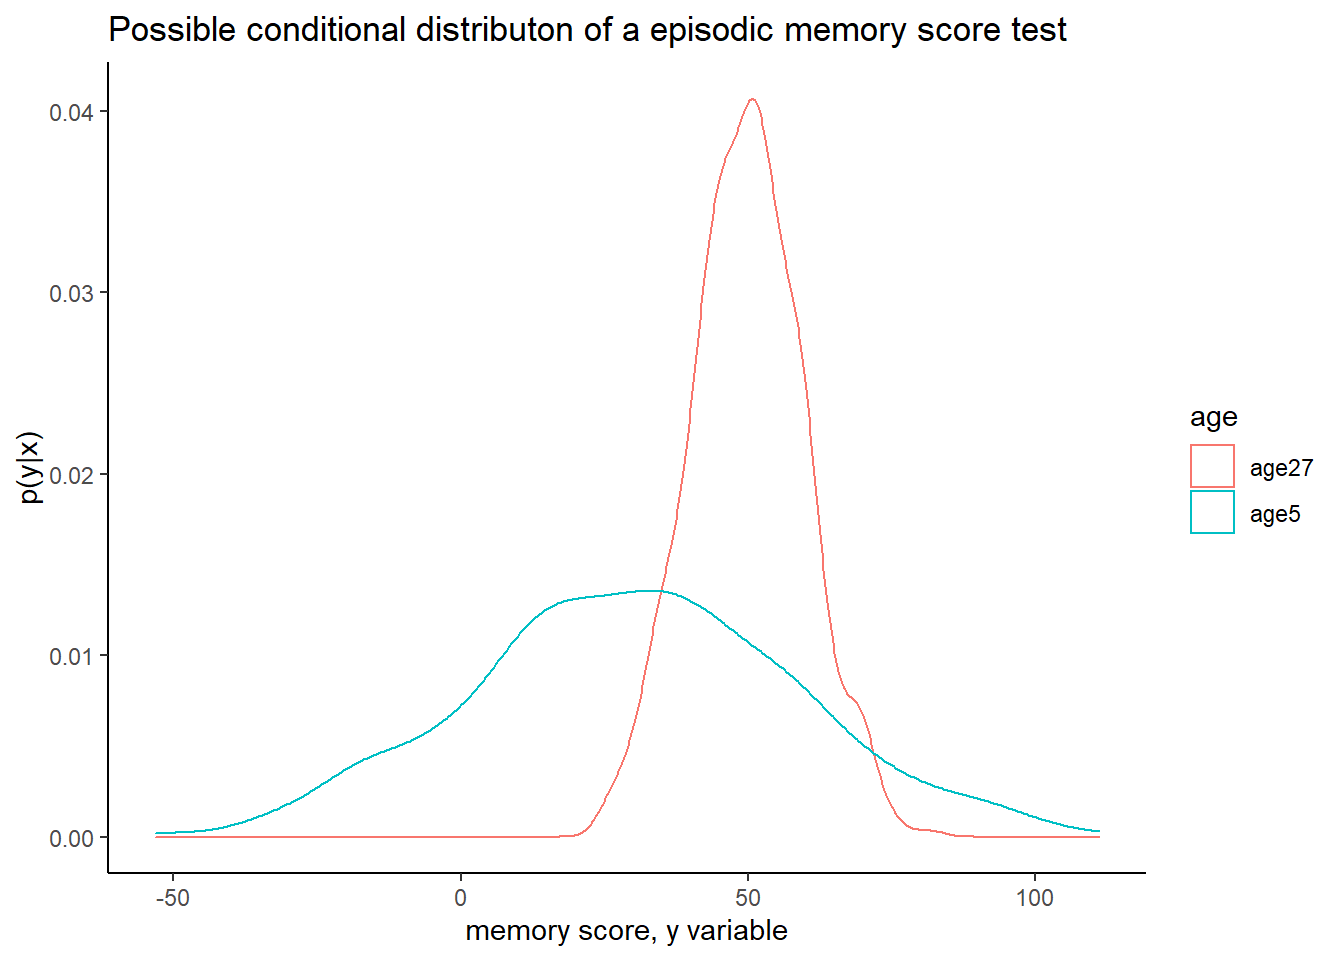 Possible conditional distributon of a episodic memory score test
0.04
0.03
0.02
0.01
0.00
p(y|x)
-50
0
50
100
memory score, y variable
age
age27
age5